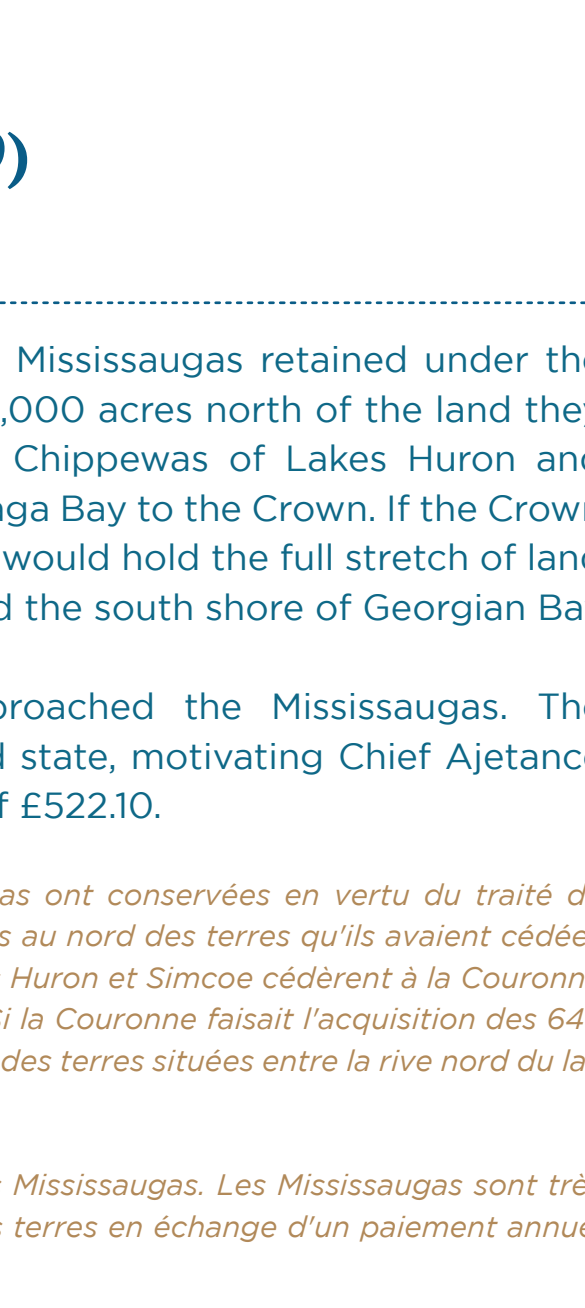 )
Mississaugas retained under the
,000 acres north of the land they
Chippewas of Lakes Huron and
aga Bay to the Crown. If the Crown
would hold the full stretch of land
d the south shore of Georgian Ba
proached the Mississaugas. The
d state, motivating Chief Ajetance
f £522.10.
as ont conservées en vertu du traité d
s au nord des terres qu'ils avaient cédée
s Huron et Simcoe cédèrent à la Couronn
Si la Couronne faisait l'acquisition des 64
des terres situées entre la rive nord du la
s Mississaugas. Les Mississaugas sont trè
s terres en échange d'un paiement annue